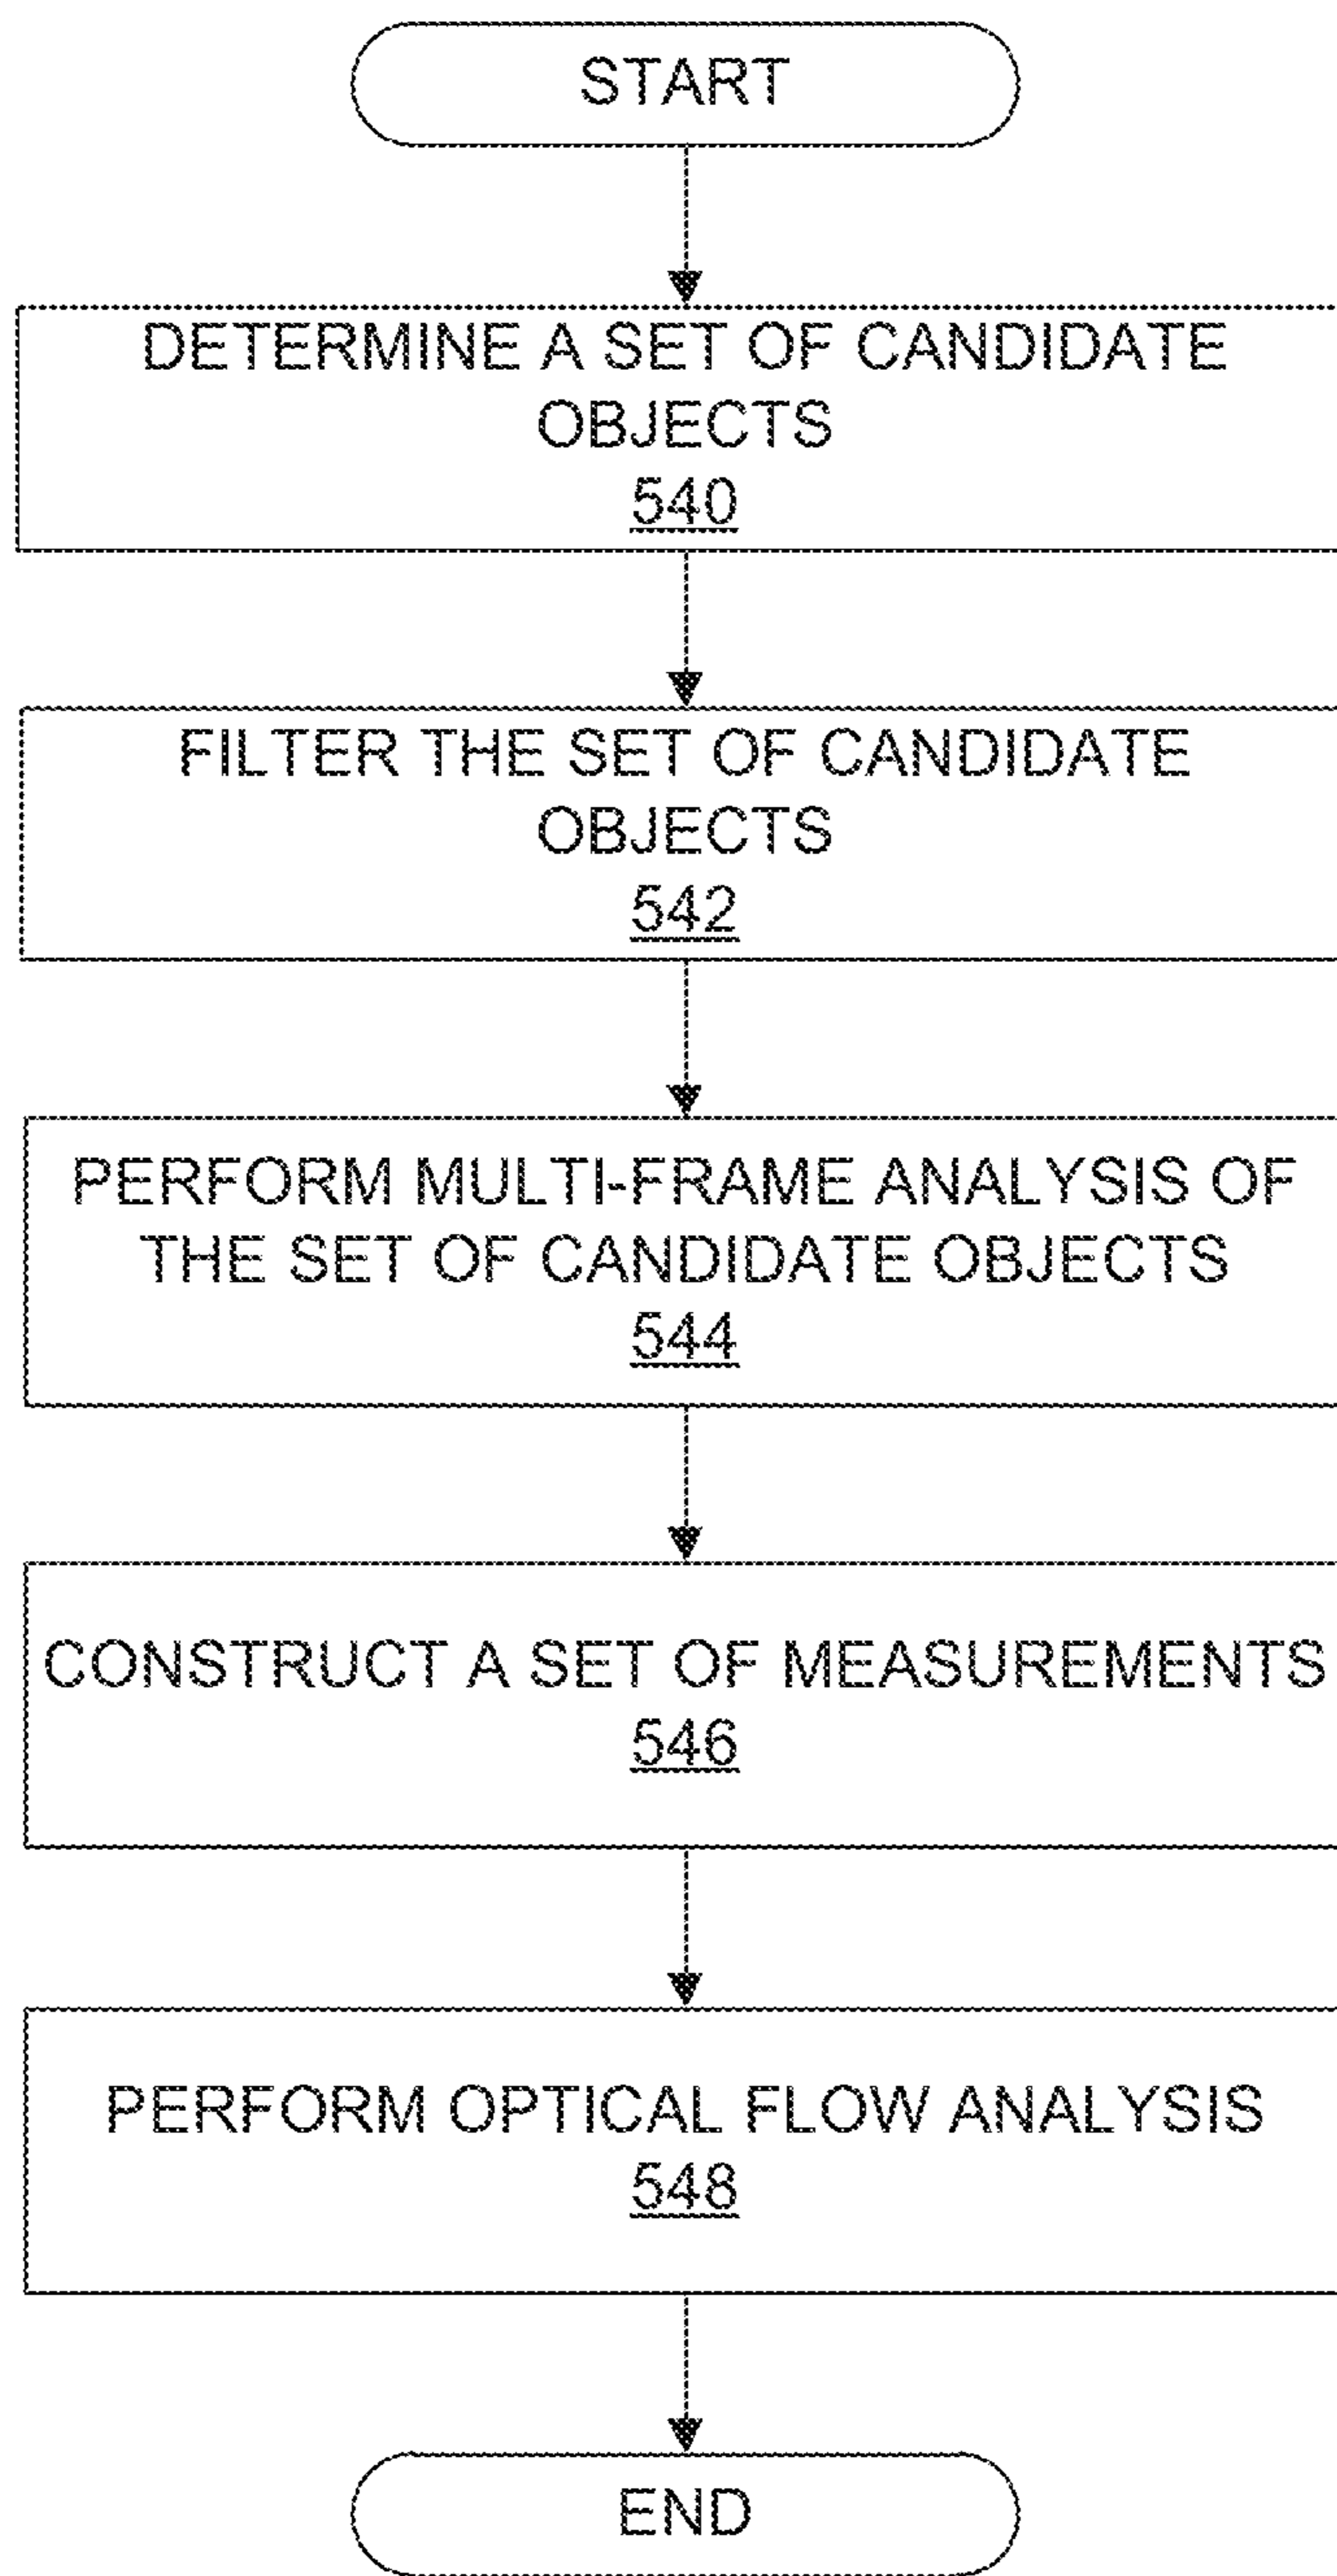 START
DETERMINE A SET OF CANDIDATE
OBJECTS
540
FILTER THE SET OF CANDIDATE
OBJECTS
542
PERFORM MULTI-FRAME ANALYSIS OF
THE SET OF CANDIDATE OBJECTS
544
CONSTRUCT A SET OF MEASUREMENTS
546
PERFORM OPTICAL FLOW ANALYSIS
548
END